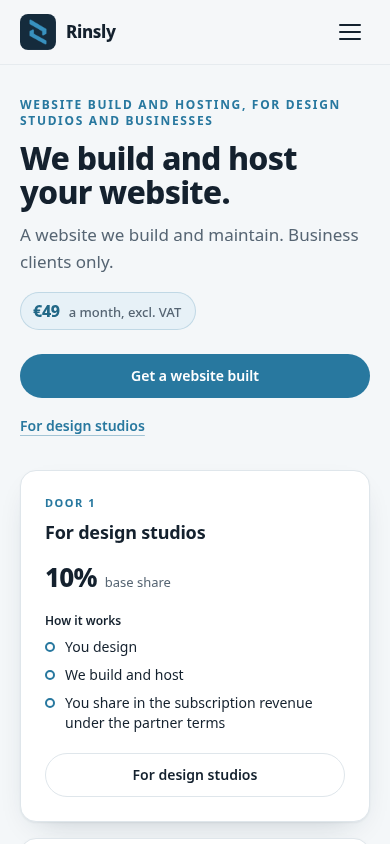 Rinsly
WEBSITE BUILD AND HOSTING, FOR DESIGN
STUDIOS AND BUSINESSES
We build and host
your website.
A website we build and maintain. Business
clients only.
€49 a month, excl. VAT
Get a website built
For design studios
DOOR 1
For design studios
10% base share
How it works
You design
We build and host
You share in the subscription revenue
under the partner terms
For design studios